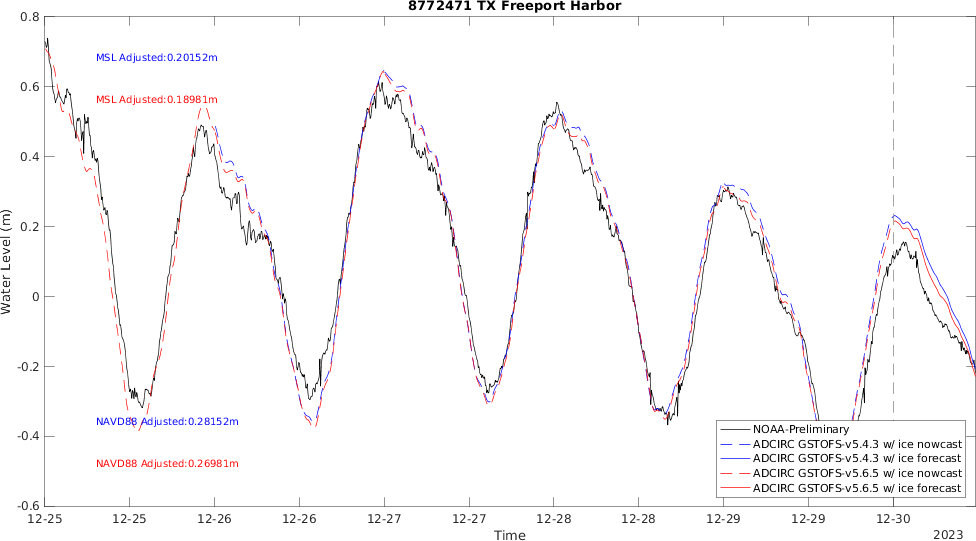 8772471 TX Freeport Harbor
0.8
0.6
0.4
0.2
0
-0.2
-0.4
-0.6
Water Level (m)
MSL Adjusted:0.20152m
MSL Adjusted:0.18981m
NAVD88 Adjusted:0.28152m
NAVD88 Adjusted:0.26981m
NOAA-Preliminary
ADCIRC GSTOFS-v5.4.3 w/ ice nowcast
ADCIRC GSTOFS-v5.4.3 w/ ice forecast
ADCIRC GSTOFS-v5.6.5 w/ ice nowcast
ADCIRC GSTOFS-v5.6.5 w/ ice forecast
12-25 12-25 12-26 12-26 12-27 12-27 12-28 12-28 12-29 12-29 12-30
Time
2023